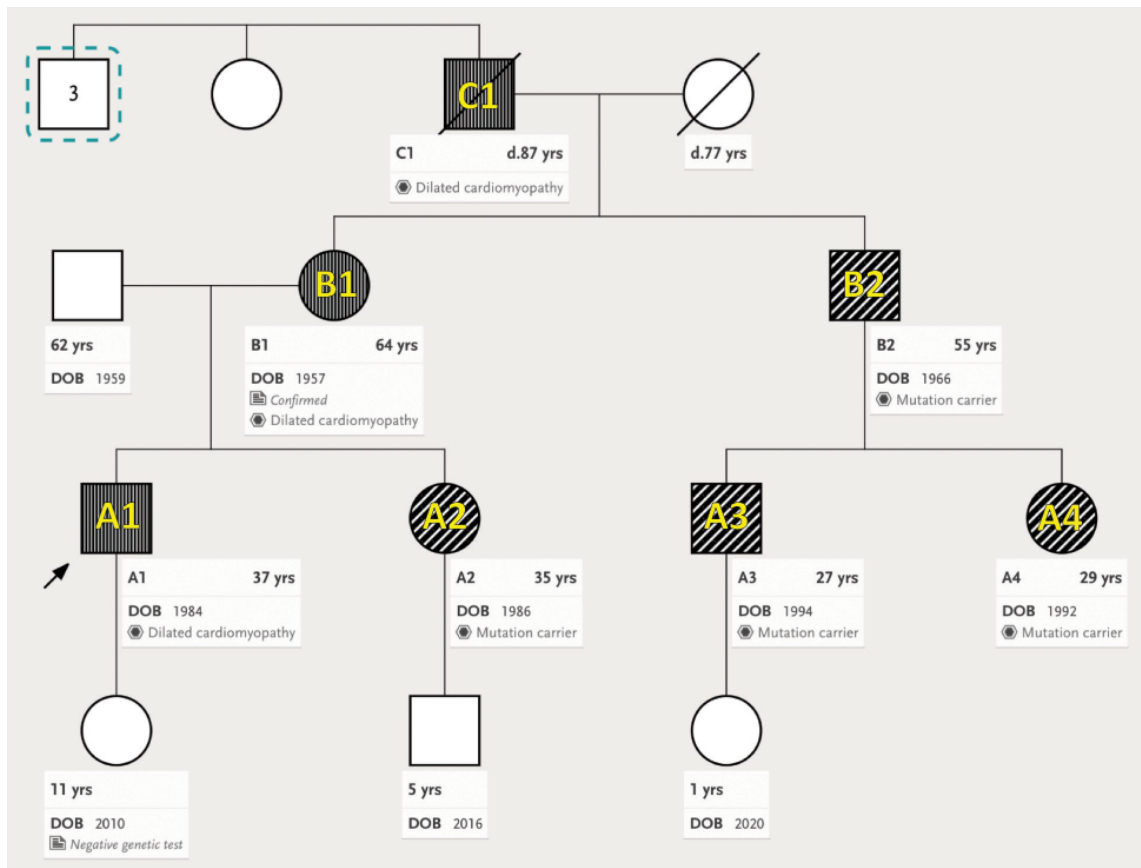 3
C1
C1 d.87 yrs
Dilated cardiomyopathy
d.77 yrs
B1
B2
62 yrs
DOB 1959
B1 64 yrs
DOB 1957
Confirmed
Dilated cardiomyopathy
B2 55 yrs
DOB 1966
Mutation carrier
A1
A2
A3
A4
A1 37 yrs
DOB 1984
Dilated cardiomyopathy
A2 35 yrs
DOB 1986
Mutation carrier
A3 27 yrs
DOB 1994
Mutation carrier
A4 29 yrs
DOB 1992
Mutation carrier
11 yrs
DOB 2010
Negative genetic test
5 yrs
DOB 2016
1 yrs
DOB 2020